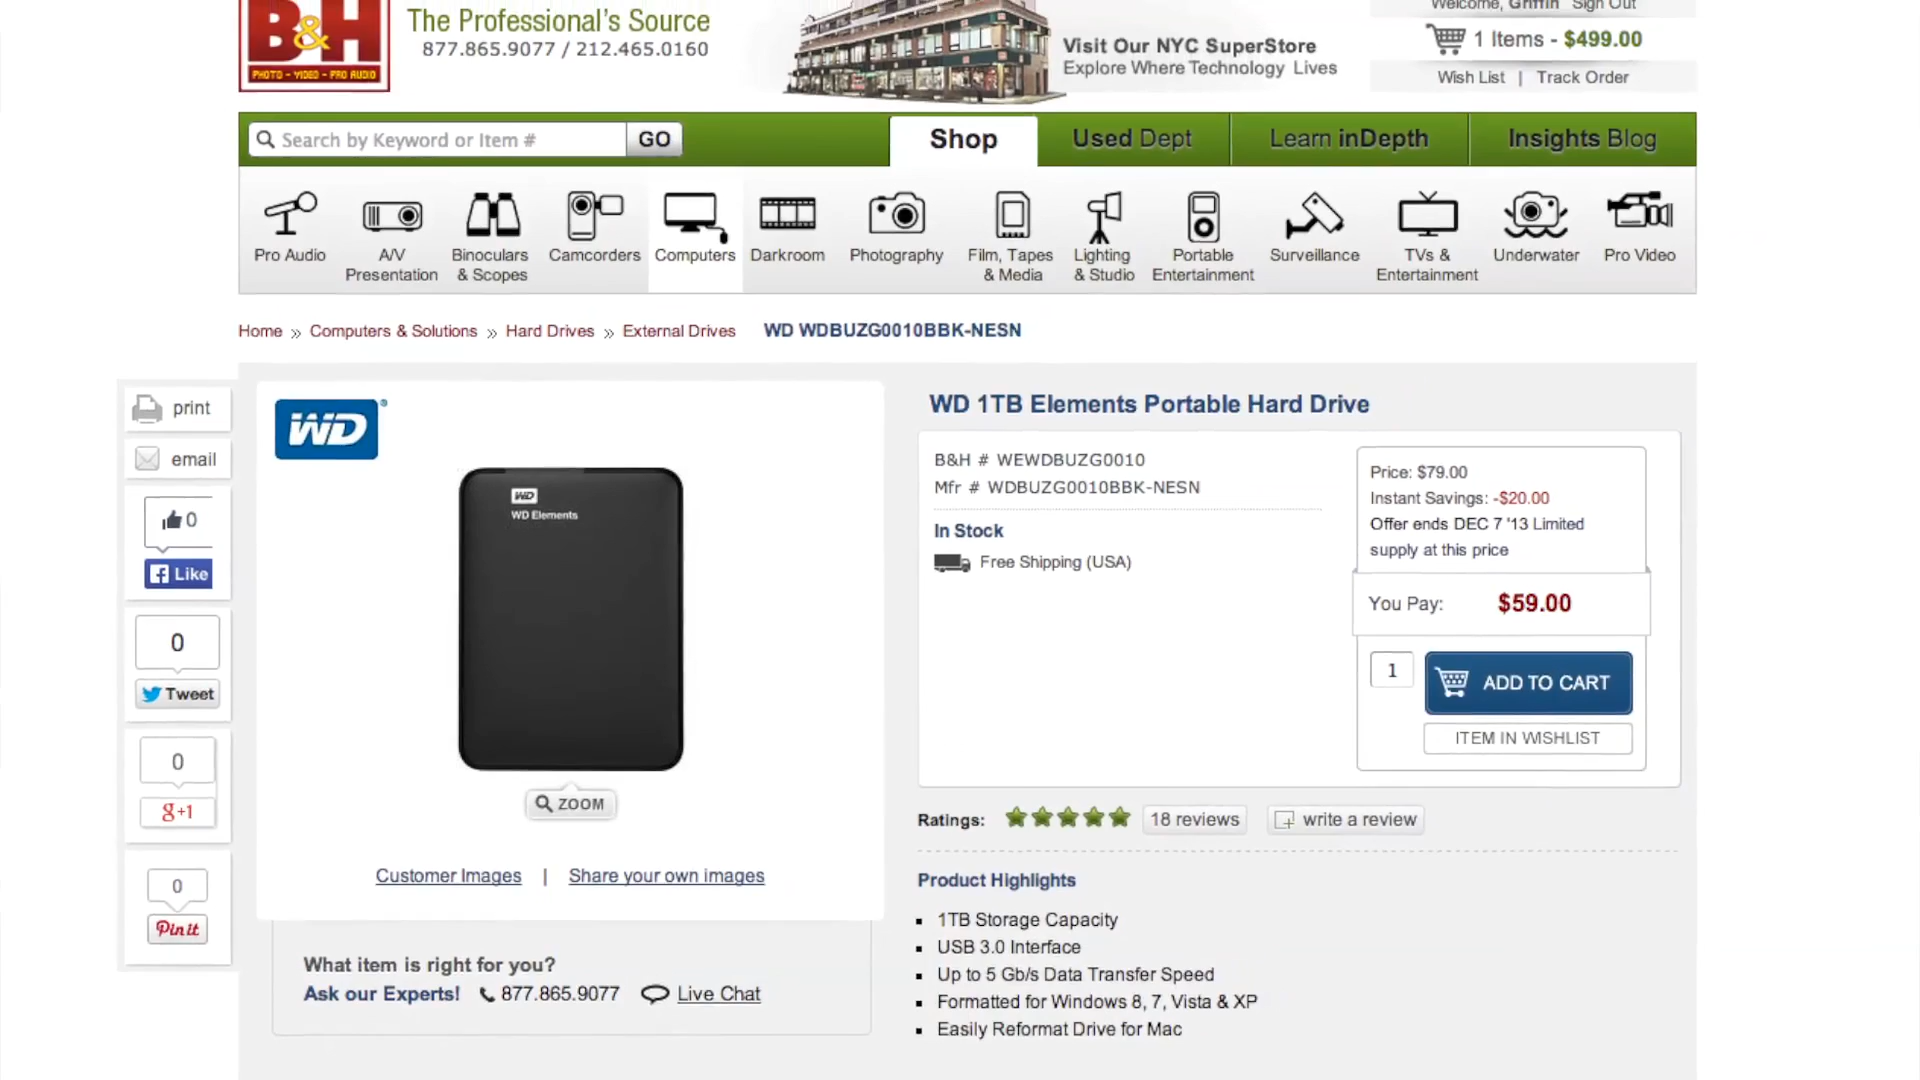 B&H
PHOTO - VIDEO - PRO AUDIO
The Professional's Source
877.865.9077 / 212.465.0160
Visit Our NYC SuperStore
Explore Where Technology Lives
Welcome, Griffin Sign Out
1 Items - $499.00
Wish List | Track Order
Search by Keyword or Item #
GO
Shop
Used Dept
Learn inDepth
Insights Blog
Pro Audio
A/V
Presentation
Binoculars
& Scopes
Camcorders
Computers
Darkroom
Photography
Film, Tapes
& Media
Lighting
& Studio
Portable
Entertainment
Surveillance
TVs &
Entertainment
Underwater
Pro Video
Home » Computers & Solutions » Hard Drives » External Drives WD WDBUZG0010BBK-NESN
print
email
0
Like
0
Tweet
0
g+1
0
Pin it
WD®
WD
WD Elements
ZOOM
Customer Images | Share your own images
What item is right for you?
Ask our Experts! 877.865.9077 Live Chat
WD 1TB Elements Portable Hard Drive
B&H # WEWDBUZG0010
Mfr # WDBUZG0010BBK-NESN
In Stock
Free Shipping (USA)
Price: $79.00
Instant Savings: -$20.00
Offer ends DEC 7 '13 Limited
supply at this price
You Pay: $59.00
1
ADD TO CART
ITEM IN WISHLIST
Ratings: 18 reviews write a review
Product Highlights
▪ 1TB Storage Capacity
▪ USB 3.0 Interface
▪ Up to 5 Gb/s Data Transfer Speed
▪ Formatted for Windows 8, 7, Vista & XP
▪ Easily Reformat Drive for Mac